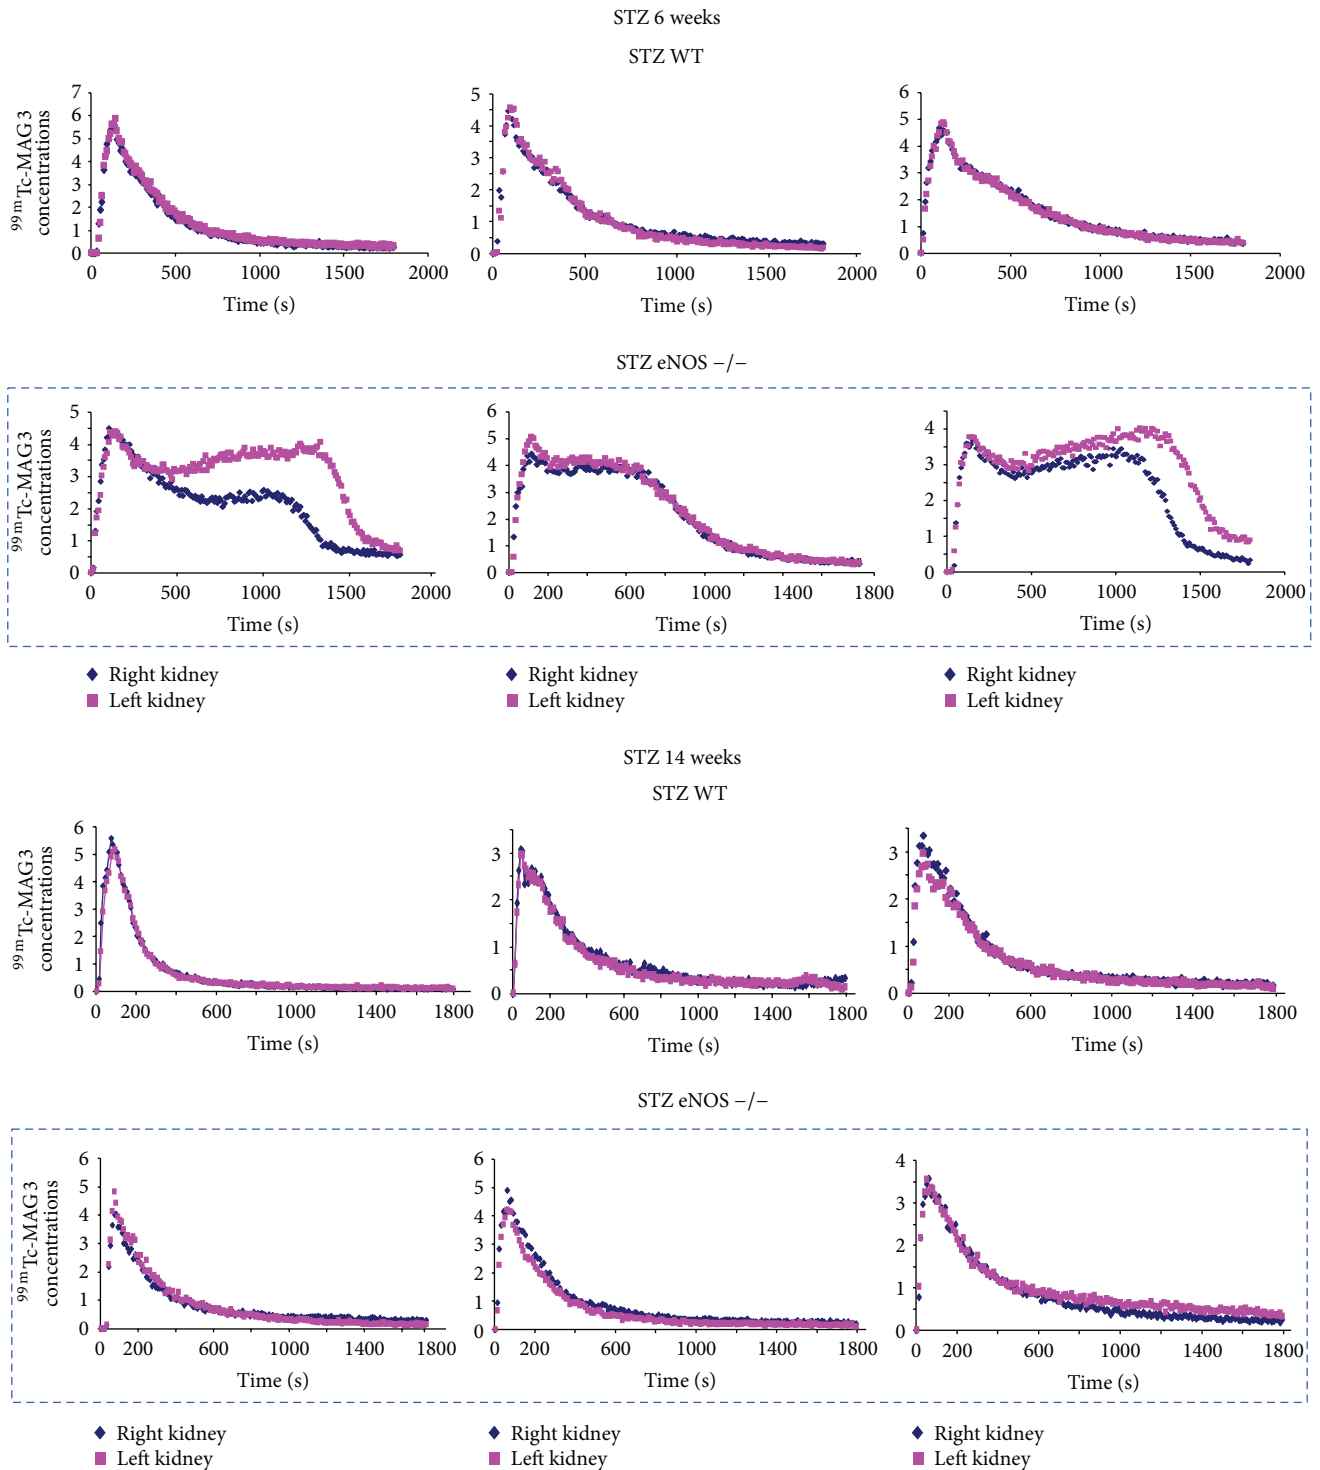 STZ 6 weeks
STZ WT
99mTc-MAG3
concentrations
7
6
5
4
3
2
1
0
0 500 1000 1500 2000
Time (s)
5
4
3
2
1
0
0 500 1000 1500 2000
Time (s)
6
5
4
3
2
1
0
0 500 1000 1500 2000
Time (s)
STZ eNOS −/−
99mTc-MAG3
concentrations
5
4
3
2
1
0
0 500 1000 1500 2000
Time (s)
6
5
4
3
2
1
0
0 200 600 1000 1400 1800
Time (s)
4
3
2
1
0
0 500 1000 1500 2000
Time (s)
Right kidney
Left kidney
Right kidney
Left kidney
Right kidney
Left kidney
STZ 14 weeks
STZ WT
99mTc-MAG3
concentrations
6
5
4
3
2
1
0
0 200 600 1000 1400 1800
Time (s)
3
2
1
0
0 200 600 1000 1400 1800
Time (s)
3
2
1
0
0 200 600 1000 1400 1800
Time (s)
STZ eNOS −/−
99mTc-MAG3
concentrations
6
5
4
3
2
1
0
0 200 600 1000 1400 1800
Time (s)
6
5
4
3
2
1
0
0 200 600 1000 1400 1800
Time (s)
4
3
2
1
0
0 200 600 1000 1400 1800
Time (s)
Right kidney
Left kidney
Right kidney
Left kidney
Right kidney
Left kidney